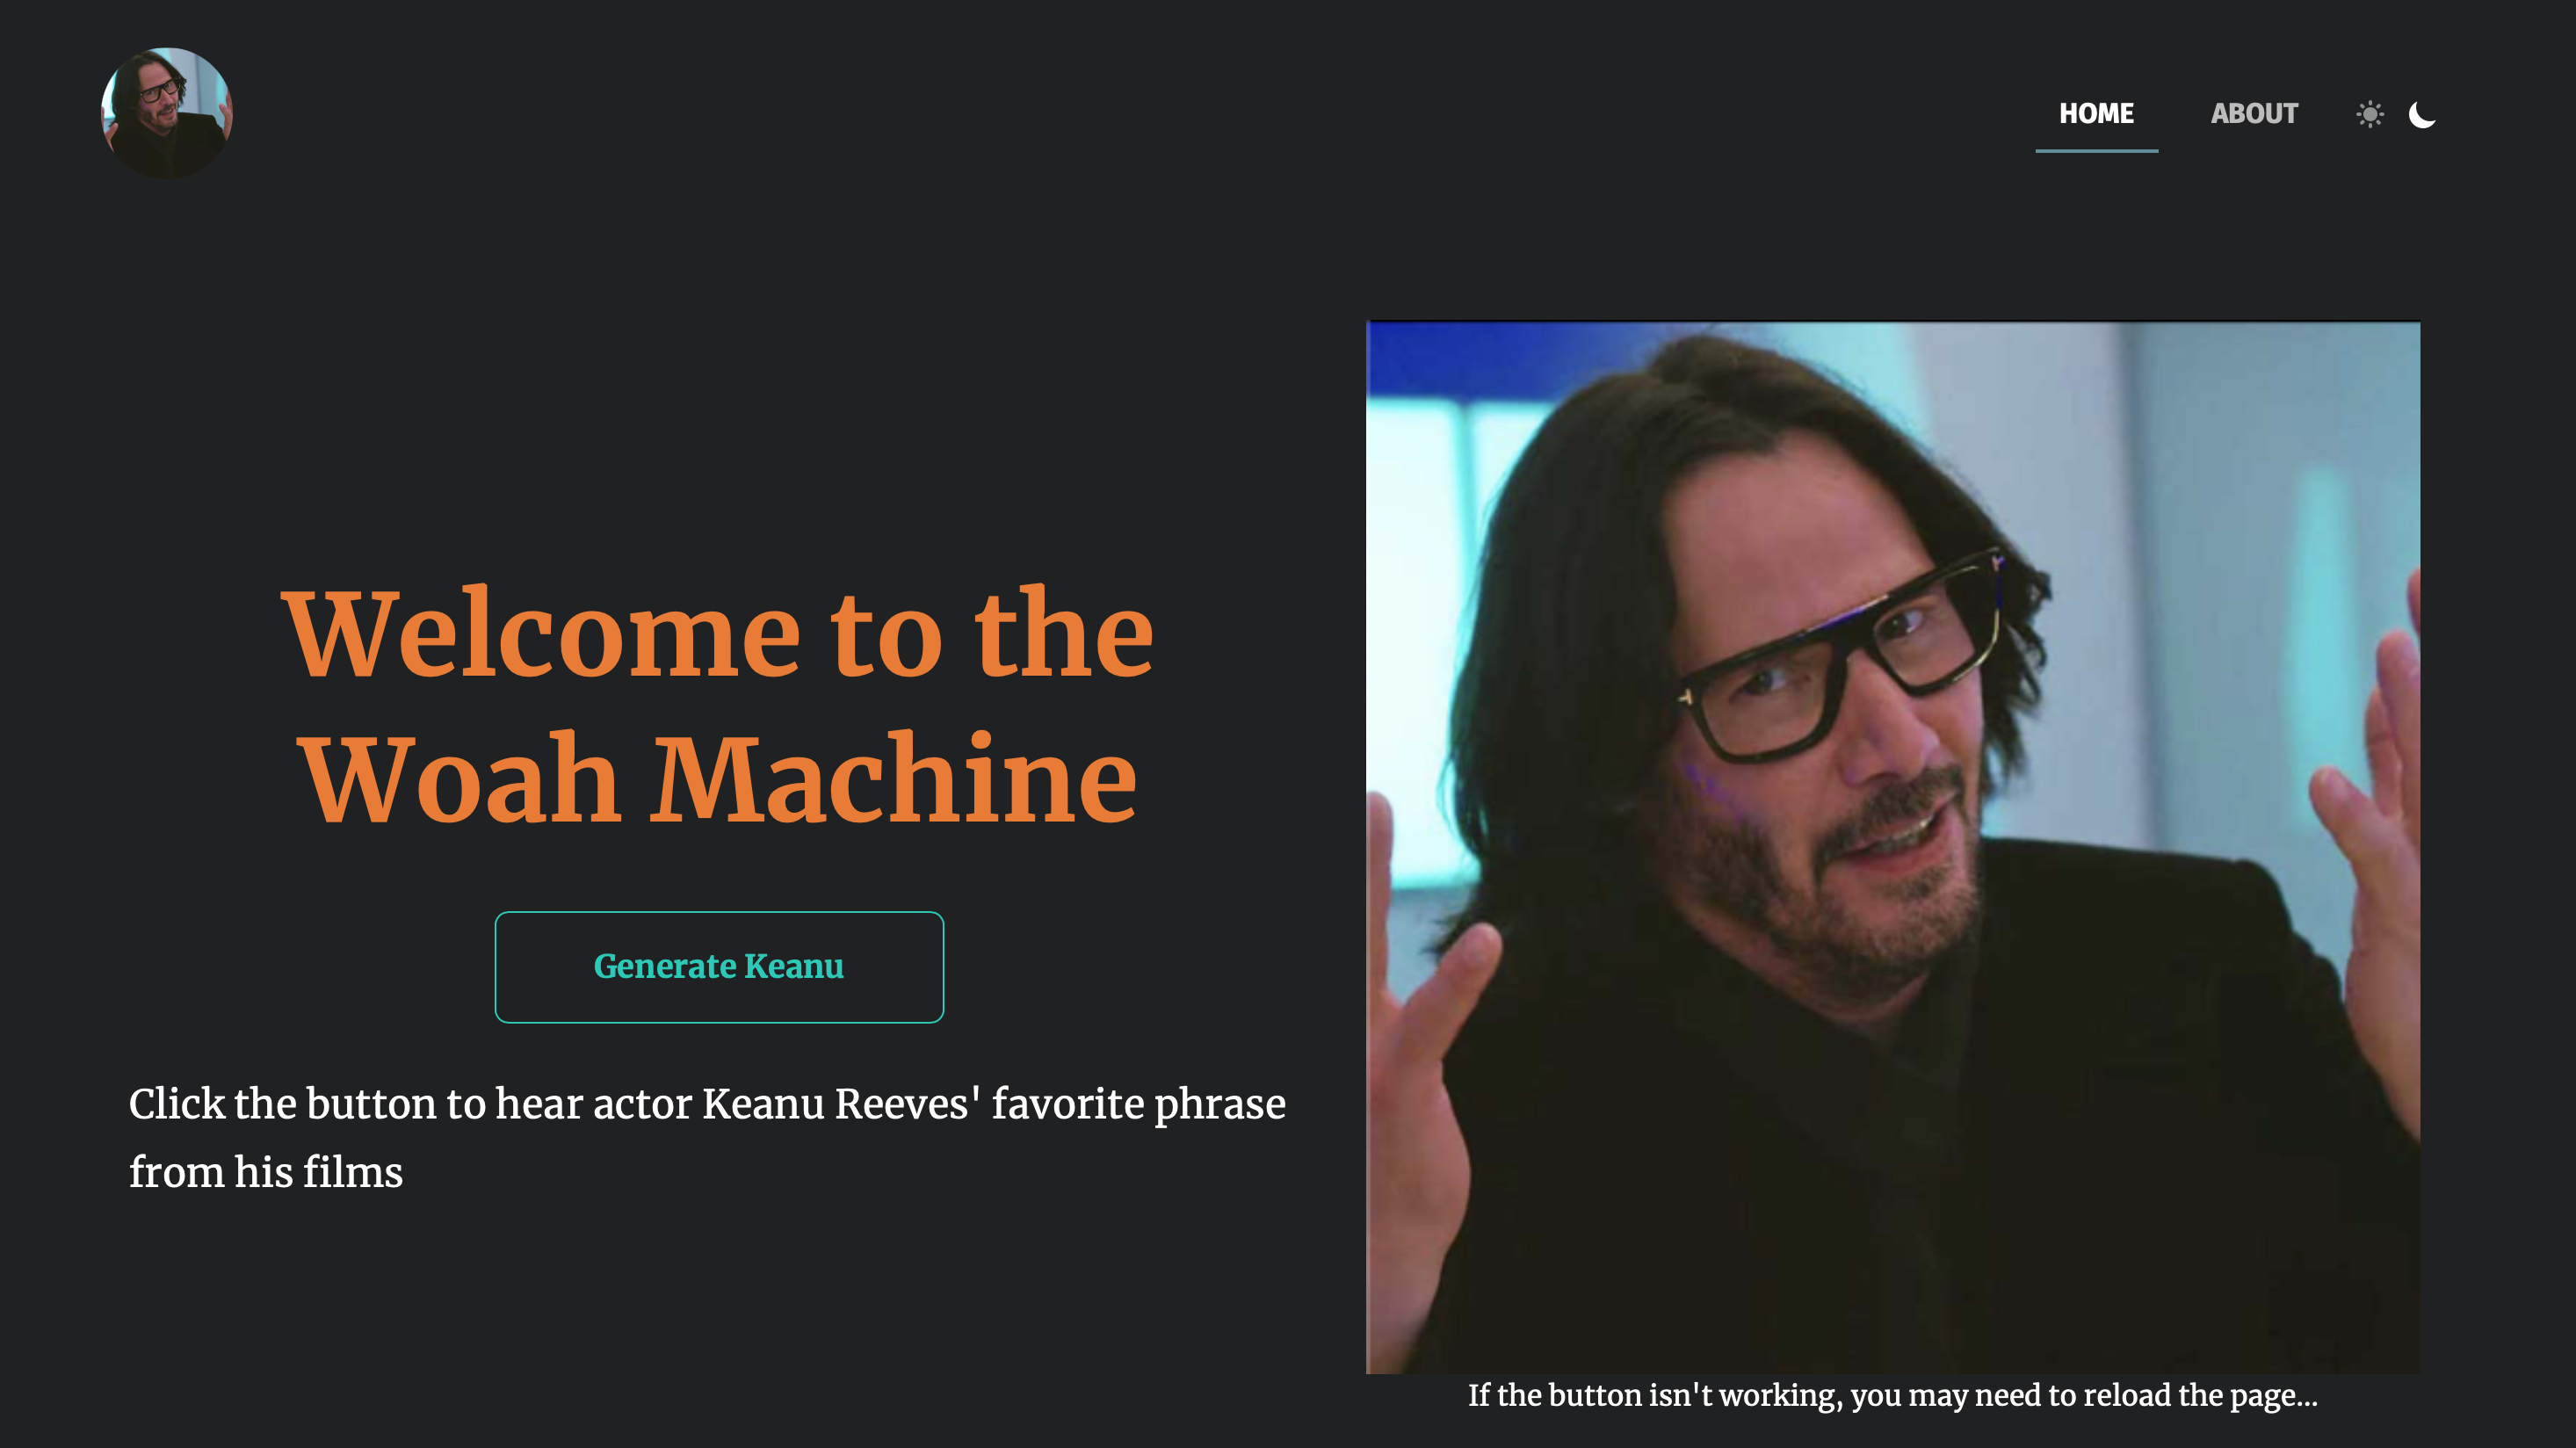 HOME ABOUT
Welcome to the
Woah Machine
Generate Keanu
Click the button to hear actor Keanu Reeves' favorite phrase
from his films
If the button isn't working, you may need to reload the page...